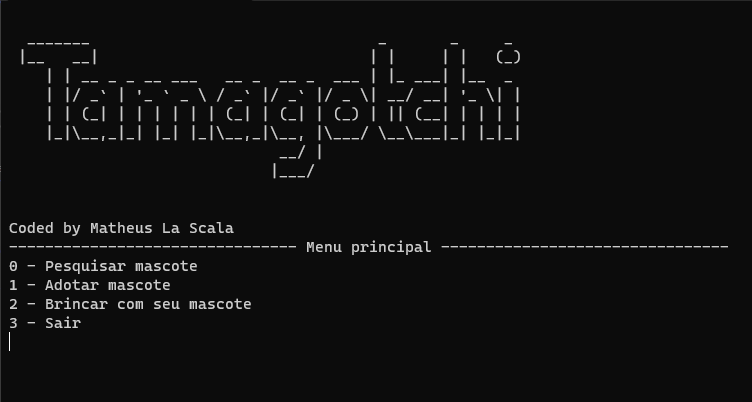 Tamagotchi
Coded by Matheus La Scala
-------------------------------- Menu principal --------------------------------
0 - Pesquisar mascote
1 - Adotar mascote
2 - Brincar com seu mascote
3 - Sair